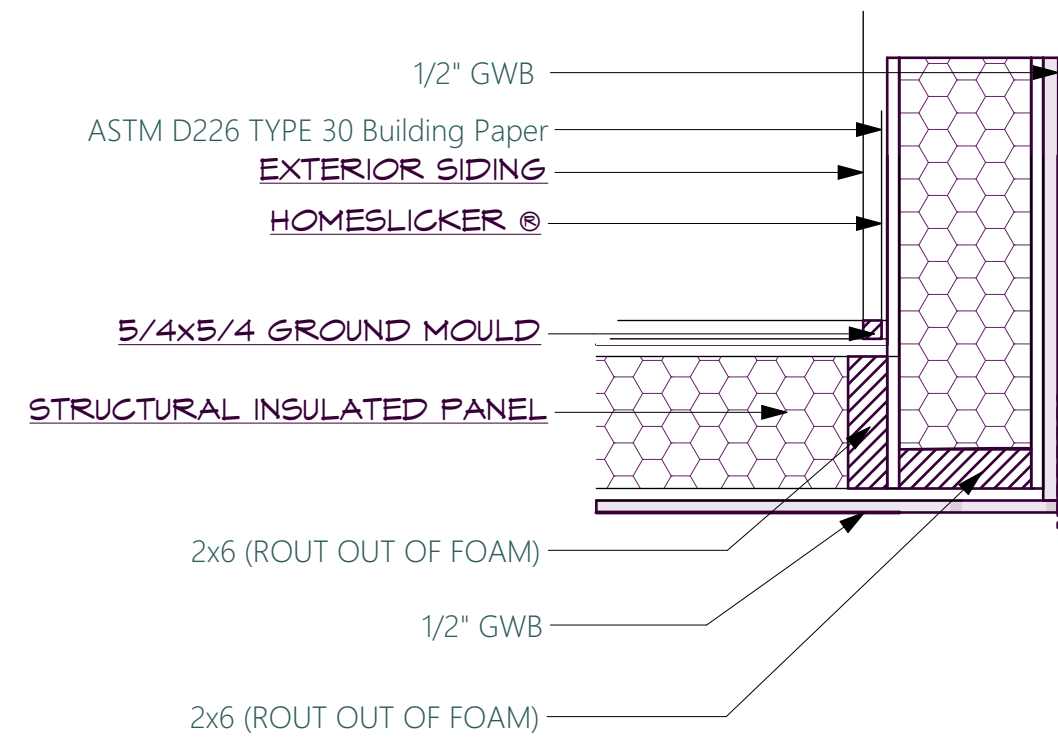 1/2" GWB
ASTM D226 TYPE 30 Building Paper
EXTERIOR SIDING
HOMESLICKER ®
5/4x5/4 GROUND MOULD
STRUCTURAL INSULATED PANEL
2x6 (ROUT OUT OF FOAM)
1/2" GWB
2x6 (ROUT OUT OF FOAM)